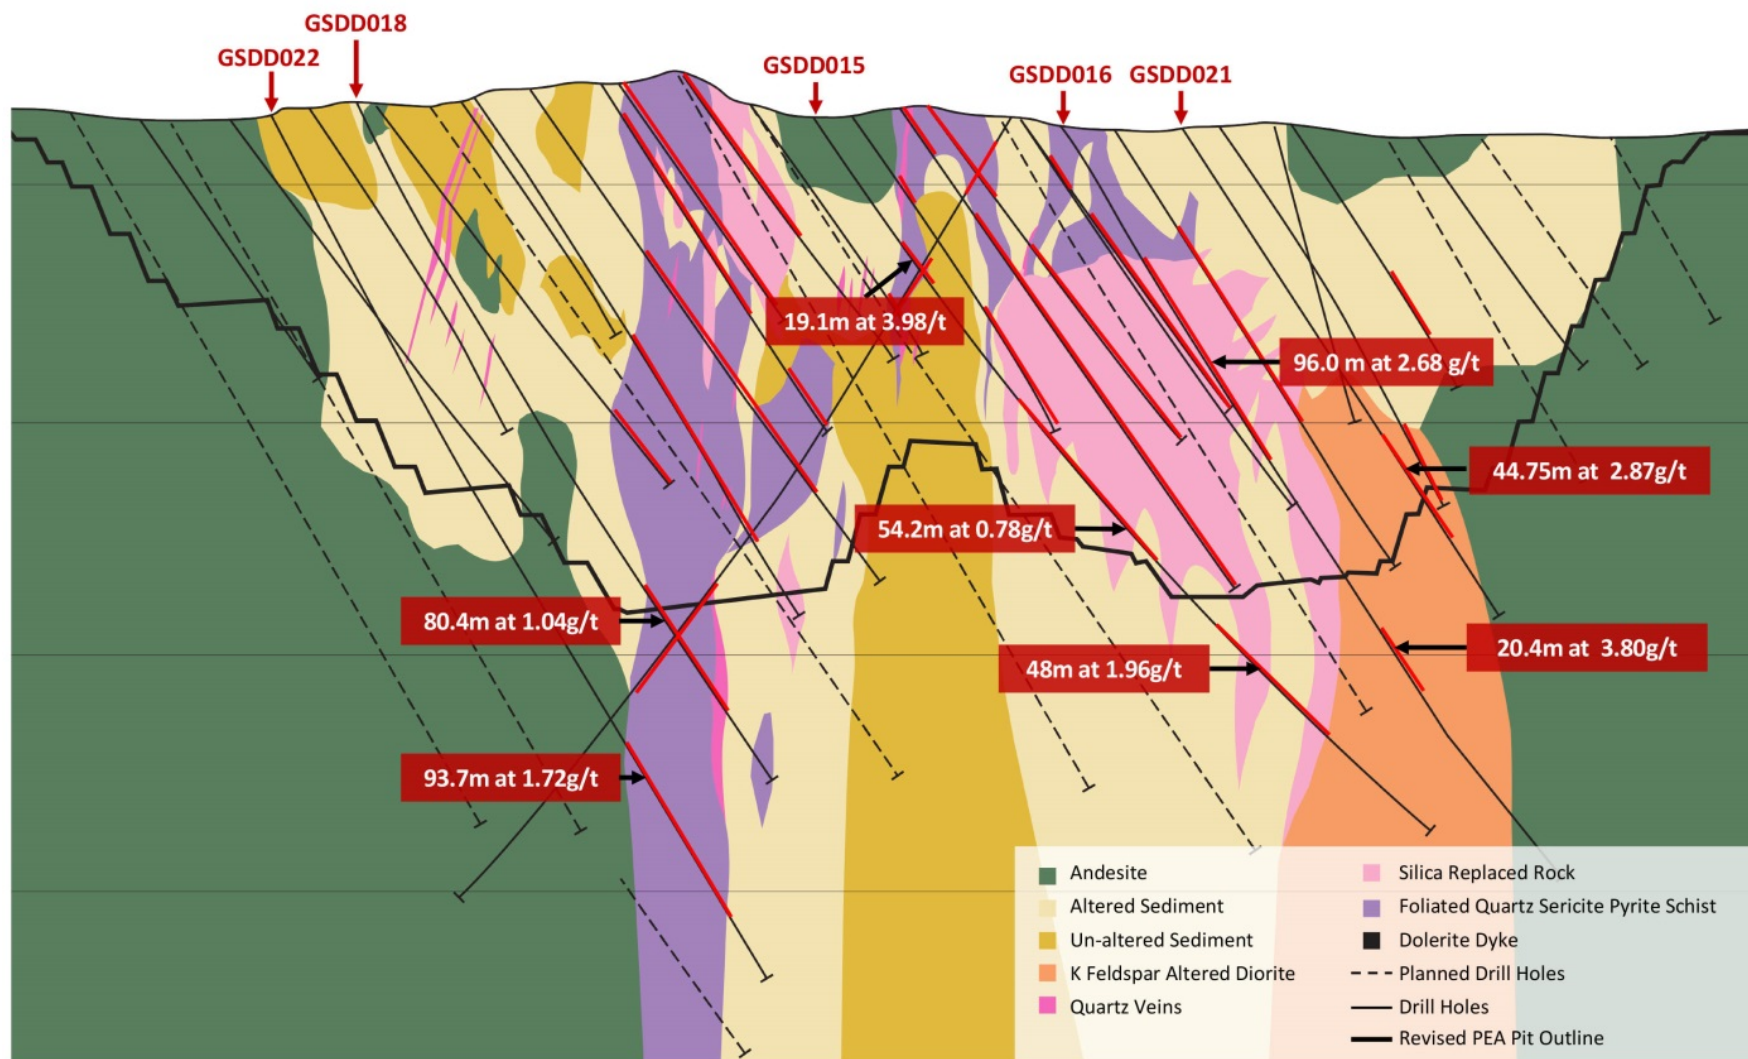 GSDD018
GSDD022
GSDD015
GSDD016
GSDD021
19.1m at 3.98/t
96.0 m at 2.68 g/t
44.75m at 2.87g/t
54.2m at 0.78g/t
80.4m at 1.04g/t
48m at 1.96g/t
20.4m at 3.80g/t
93.7m at 1.72g/t
Andesite
Altered Sediment
Un-altered Sediment
K Feldspar Altered Diorite
Quartz Veins
Silica Replaced Rock
Foliated Quartz Sericite Pyrite Schist
Dolerite Dyke
Planned Drill Holes
Drill Holes
Revised PEA Pit Outline